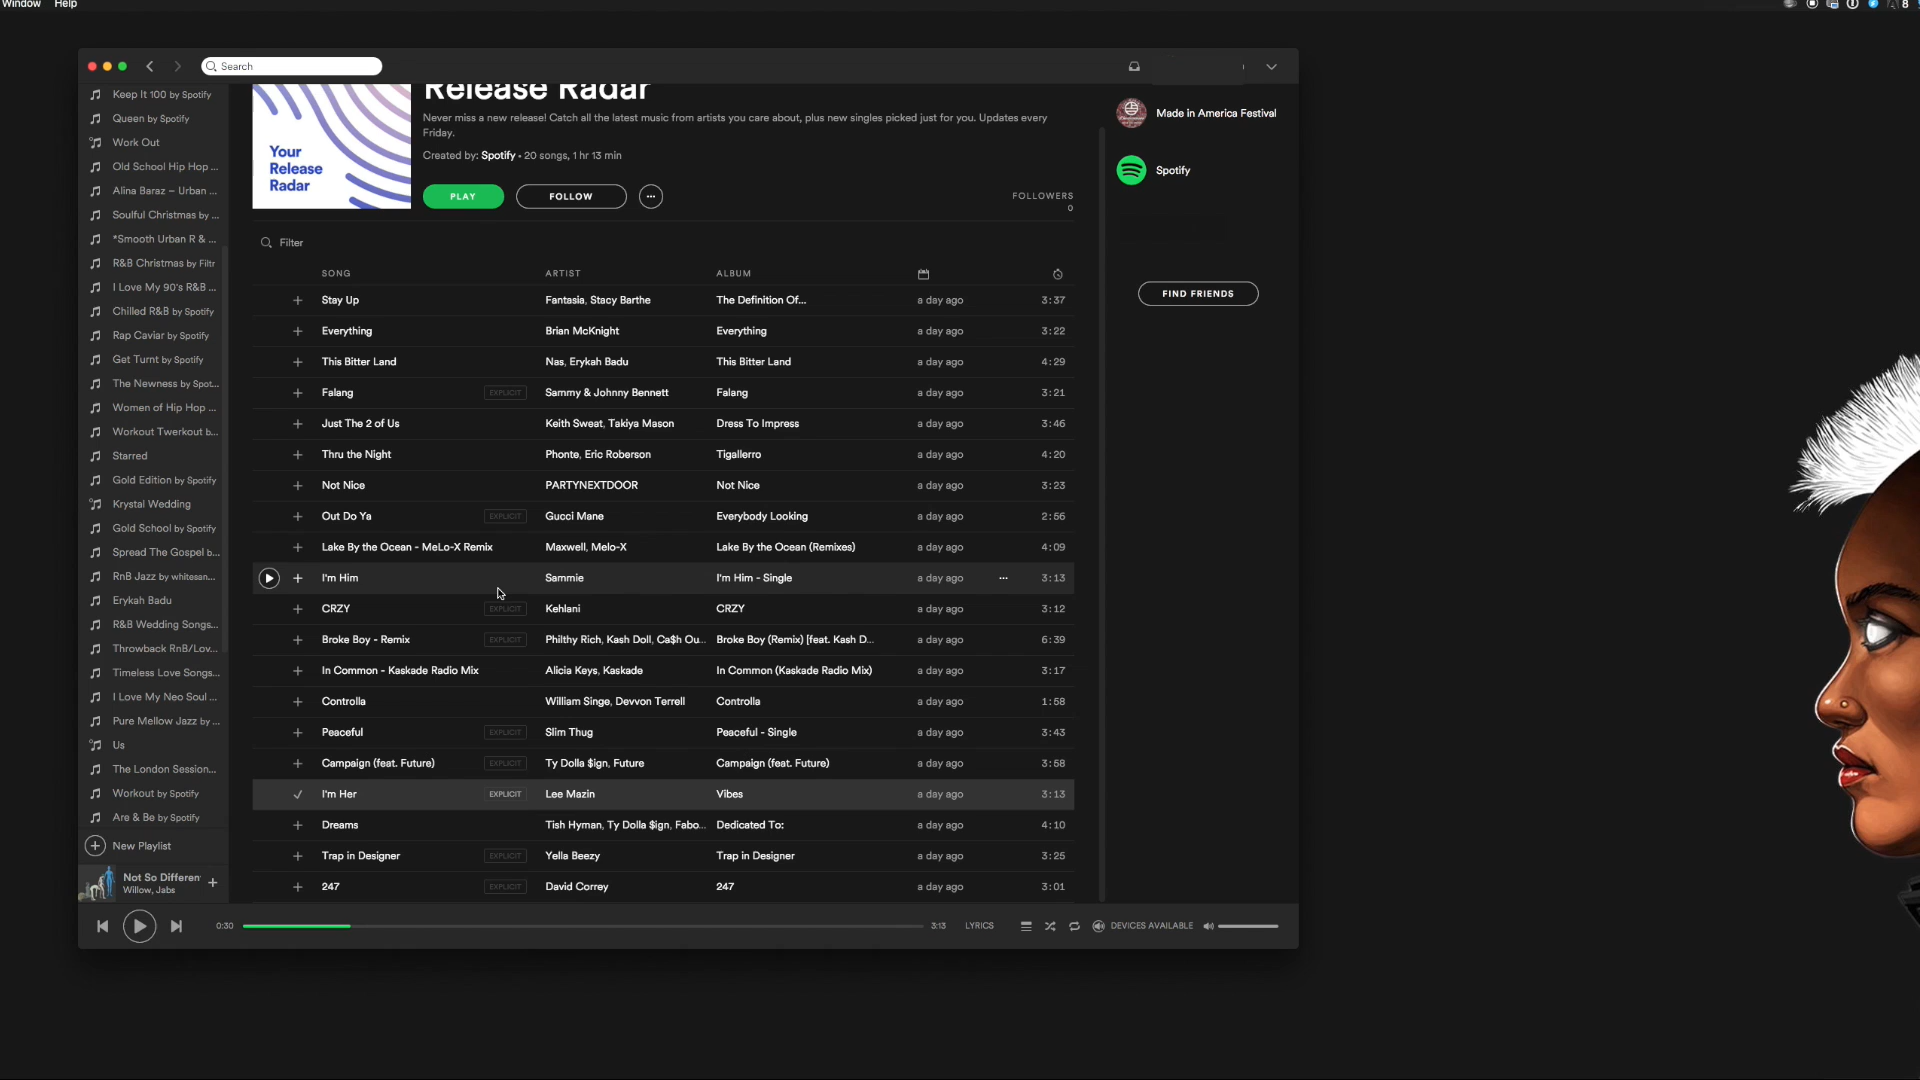 Window Help
8
Search
Keep It 100 by Spotify
Queen by Spotify
Work Out
Old School Hip Hop ...
Alina Baraz – Urban ...
Soulful Christmas by ...
*Smooth Urban R & ...
R&B Christmas by Filtr
I Love My 90's R&B ...
Chilled R&B by Spotify
Rap Caviar by Spotify
Get Turnt by Spotify
The Newness by Spot...
Women of Hip Hop ...
Workout Twerkout b...
Starred
Gold Edition by Spotify
Krystal Wedding
Gold School by Spotify
Spread The Gospel b...
RnB Jazz by whitesan...
Erykah Badu
R&B Wedding Songs...
Throwback RnB/Lov...
Timeless Love Songs...
I Love My Neo Soul ...
Pure Mellow Jazz by ...
Us
The London Session...
Workout by Spotify
Are & Be by Spotify
New Playlist
Not So Differen
Willow, Jabs
Your
Release
Radar
Release Radar
Never miss a new release! Catch all the latest music from artists you care about, plus new singles picked just for you. Updates every
Friday.
Created by: Spotify • 20 songs, 1 hr 13 min
PLAY FOLLOW ...
FOLLOWERS
0
Filter
SONG ARTIST ALBUM
Stay Up Fantasia, Stacy Barthe The Definition Of... a day ago 3:37
Everything Brian McKnight Everything a day ago 3:22
This Bitter Land Nas, Erykah Badu This Bitter Land a day ago 4:29
Falang EXPLICIT Sammy & Johnny Bennett Falang a day ago 3:21
Just The 2 of Us Keith Sweat, Takiya Mason Dress To Impress a day ago 3:46
Thru the Night Phonte, Eric Roberson Tigallerro a day ago 4:20
Not Nice PARTYNEXTDOOR Not Nice a day ago 3:23
Out Do Ya EXPLICIT Gucci Mane Everybody Looking a day ago 2:56
Lake By the Ocean - MeLo-X Remix Maxwell, Melo-X Lake By the Ocean (Remixes) a day ago 4:09
I'm Him Sammie I'm Him - Single a day ago ... 3:13
CRZY EXPLICIT Kehlani CRZY a day ago 3:12
Broke Boy - Remix EXPLICIT Philthy Rich, Kash Doll, Ca$h Ou... Broke Boy (Remix) [feat. Kash D... a day ago 6:39
In Common - Kaskade Radio Mix Alicia Keys, Kaskade In Common (Kaskade Radio Mix) a day ago 3:17
Controlla William Singe, Devvon Terrell Controlla a day ago 1:58
Peaceful EXPLICIT Slim Thug Peaceful - Single a day ago 3:43
Campaign (feat. Future) EXPLICIT Ty Dolla $ign, Future Campaign (feat. Future) a day ago 3:58
I'm Her EXPLICIT Lee Mazin Vibes a day ago 3:13
Dreams Tish Hyman, Ty Dolla $ign, Fabo... Dedicated To: a day ago 4:10
Trap in Designer EXPLICIT Yella Beezy Trap in Designer a day ago 3:25
247 EXPLICIT David Correy 247 a day ago 3:01
Made in America Festival
Spotify
FIND FRIENDS
0:30 3:13 LYRICS DEVICES AVAILABLE